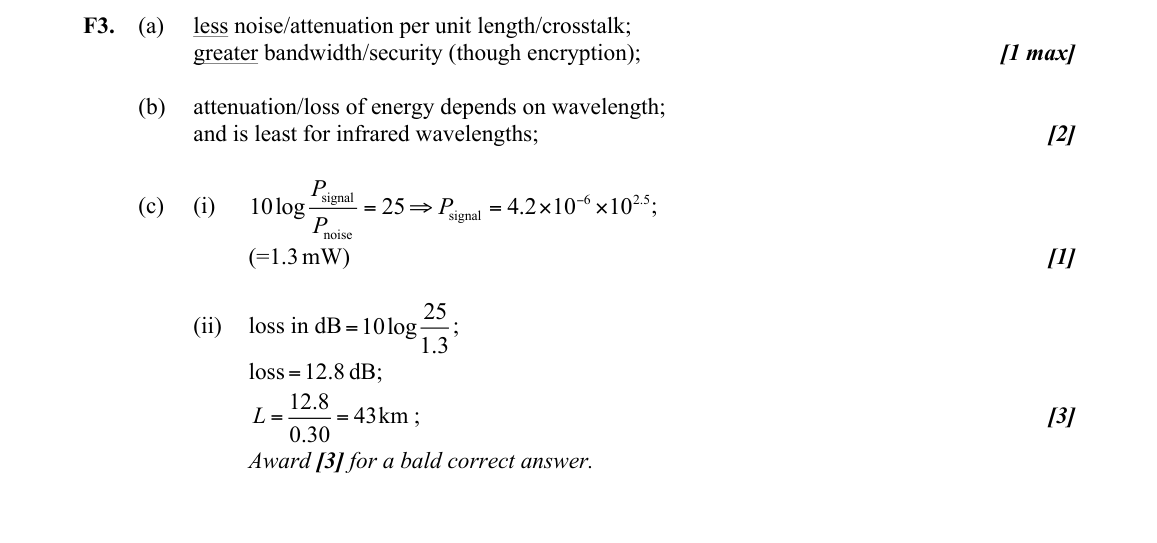 F3. (a) less noise/attenuation per unit length/crosstalk;
greater bandwidth/security (though encryption); [1 max]
(b) attenuation/loss of energy depends on wavelength;
and is least for infrared wavelengths; [2]
(c) (i) 10 log P_signal/P_noise = 25 ⇒ P_signal = 4.2×10⁻⁶ ×10²·⁵;
(=1.3 mW) [1]
(ii) loss in dB = 10 log 25/1.3 ;
loss = 12.8 dB;
L = 12.8/0.30 = 43 km ; [3]
Award [3] for a bald correct answer.